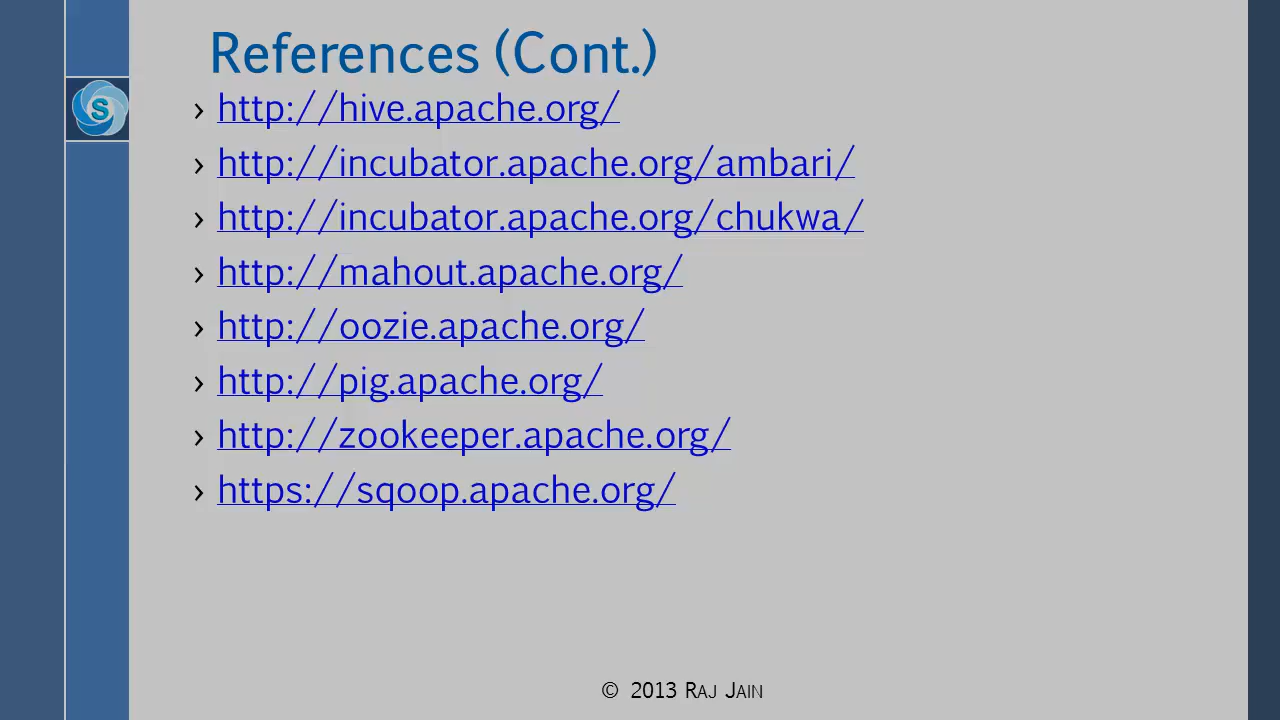 References (Cont.)
› http://hive.apache.org/
› http://incubator.apache.org/ambari/
› http://incubator.apache.org/chukwa/
› http://mahout.apache.org/
› http://oozie.apache.org/
› http://pig.apache.org/
› http://zookeeper.apache.org/
› https://sqoop.apache.org/
S
© 2013 RAJ JAIN